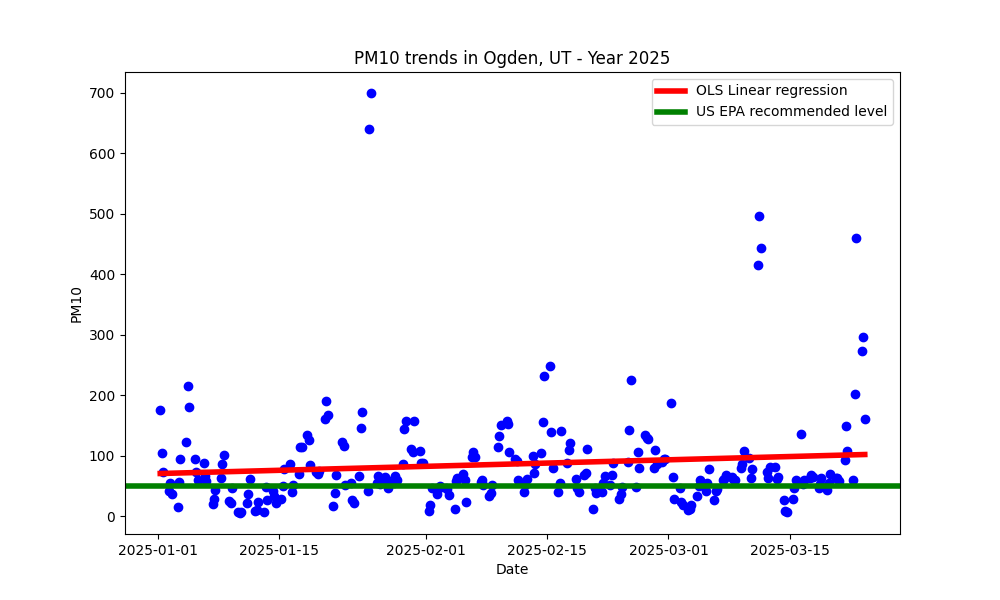 PM10 trends in Ogden, UT - Year 2025
OLS Linear regression
US EPA recommended level
700
600
500
400
300
200
100
0
PM10
2025-01-01 2025-01-15 2025-02-01 2025-02-15 2025-03-01 2025-03-15
Date